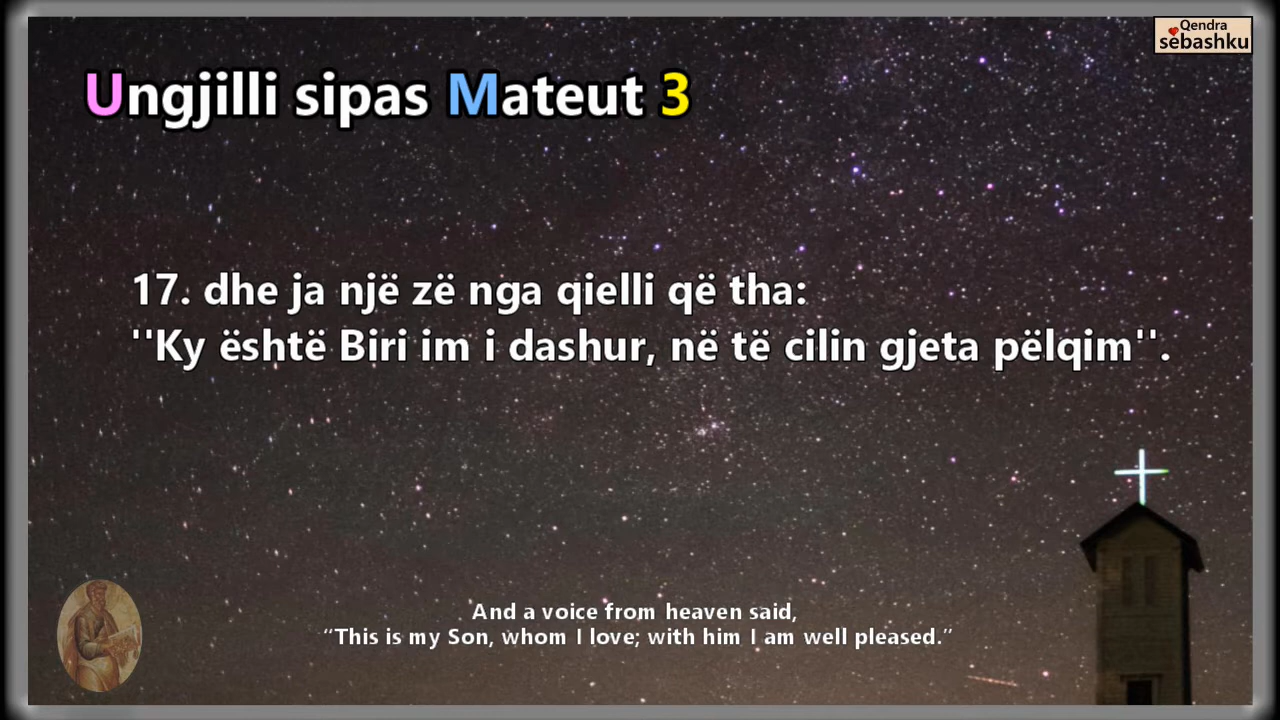 Qendra
sebashku
Ungjilli sipas Mateut 3
17. dhe ja një zë nga qielli që tha:
''Ky është Biri im i dashur, në të cilin gjeta pëlqim''.
And a voice from heaven said,
“This is my Son, whom I love; with him I am well pleased.”